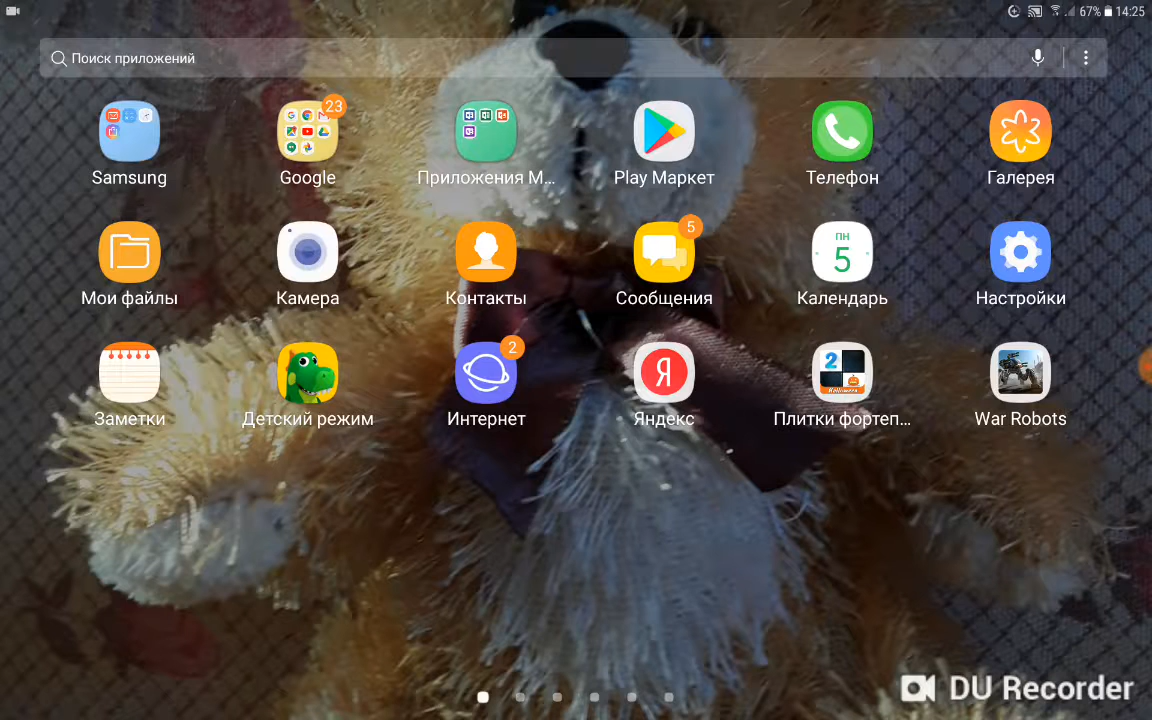 67% 14:25
Поиск приложений
23
Samsung
Google
Приложения M...
Play Маркет
Телефон
Галерея
5
ПН
5
Мои файлы
Камера
Контакты
Сообщения
Календарь
Настройки
2
Я
2
Halloween
Заметки
Детский режим
Интернет
Яндекс
Плитки фортеп...
War Robots
DU Recorder